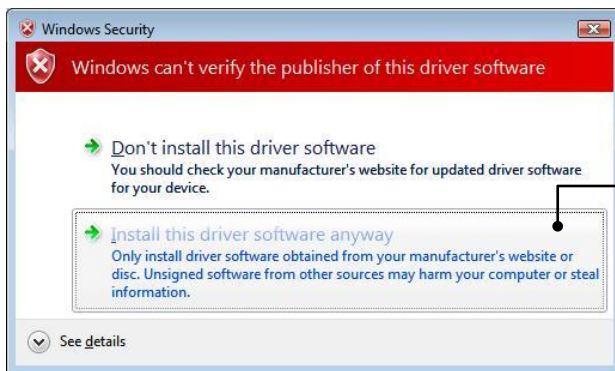 Windows Security
Windows can't verify the publisher of this driver software
Don't install this driver software
You should check your manufacturer's website for updated driver software
for your device.
Install this driver software anyway
Only install driver software obtained from your manufacturer's website or
disc. Unsigned software from other sources may harm your computer or steal
information.
See details